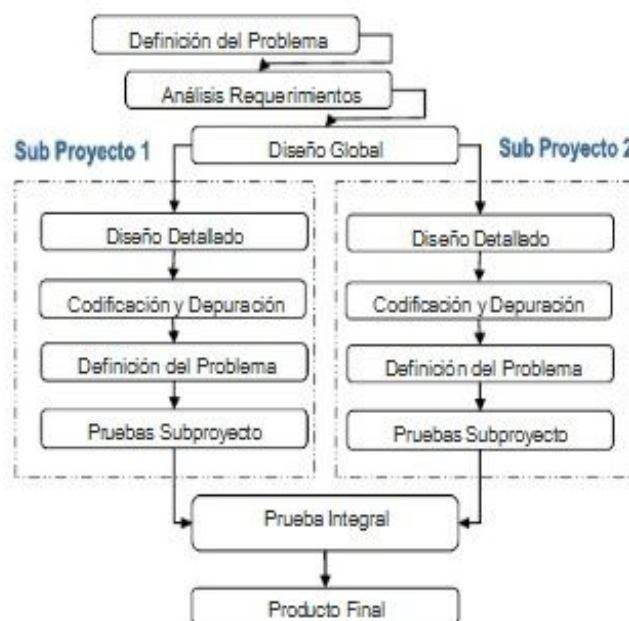 Definición del Problema
Análisis Requerimientos
Diseño Global
Sub Proyecto 1
Diseño Detallado
Codificación y Depuración
Definición del Problema
Pruebas Subproyecto
Sub Proyecto 2
Diseño Detallado
Codificación y Depuración
Definición del Problema
Pruebas Subproyecto
Prueba Integral
Producto Final